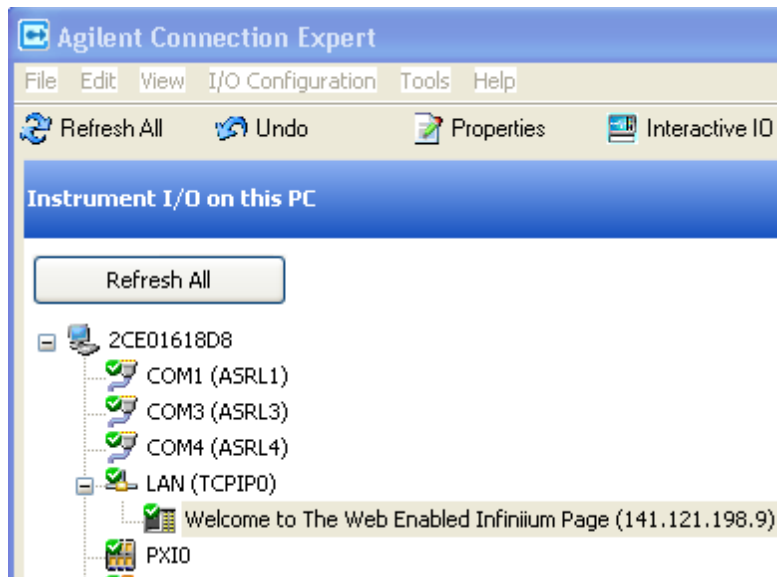 Agilent Connection Expert
File Edit View I/O Configuration Tools Help
Refresh All Undo Properties Interactive IO
Instrument I/O on this PC
Refresh All
2CE01618D8
COM1 (ASRL1)
COM3 (ASRL3)
COM4 (ASRL4)
LAN (TCPIP0)
Welcome to The Web Enabled Infiniium Page (141.121.198.9)
PXI0